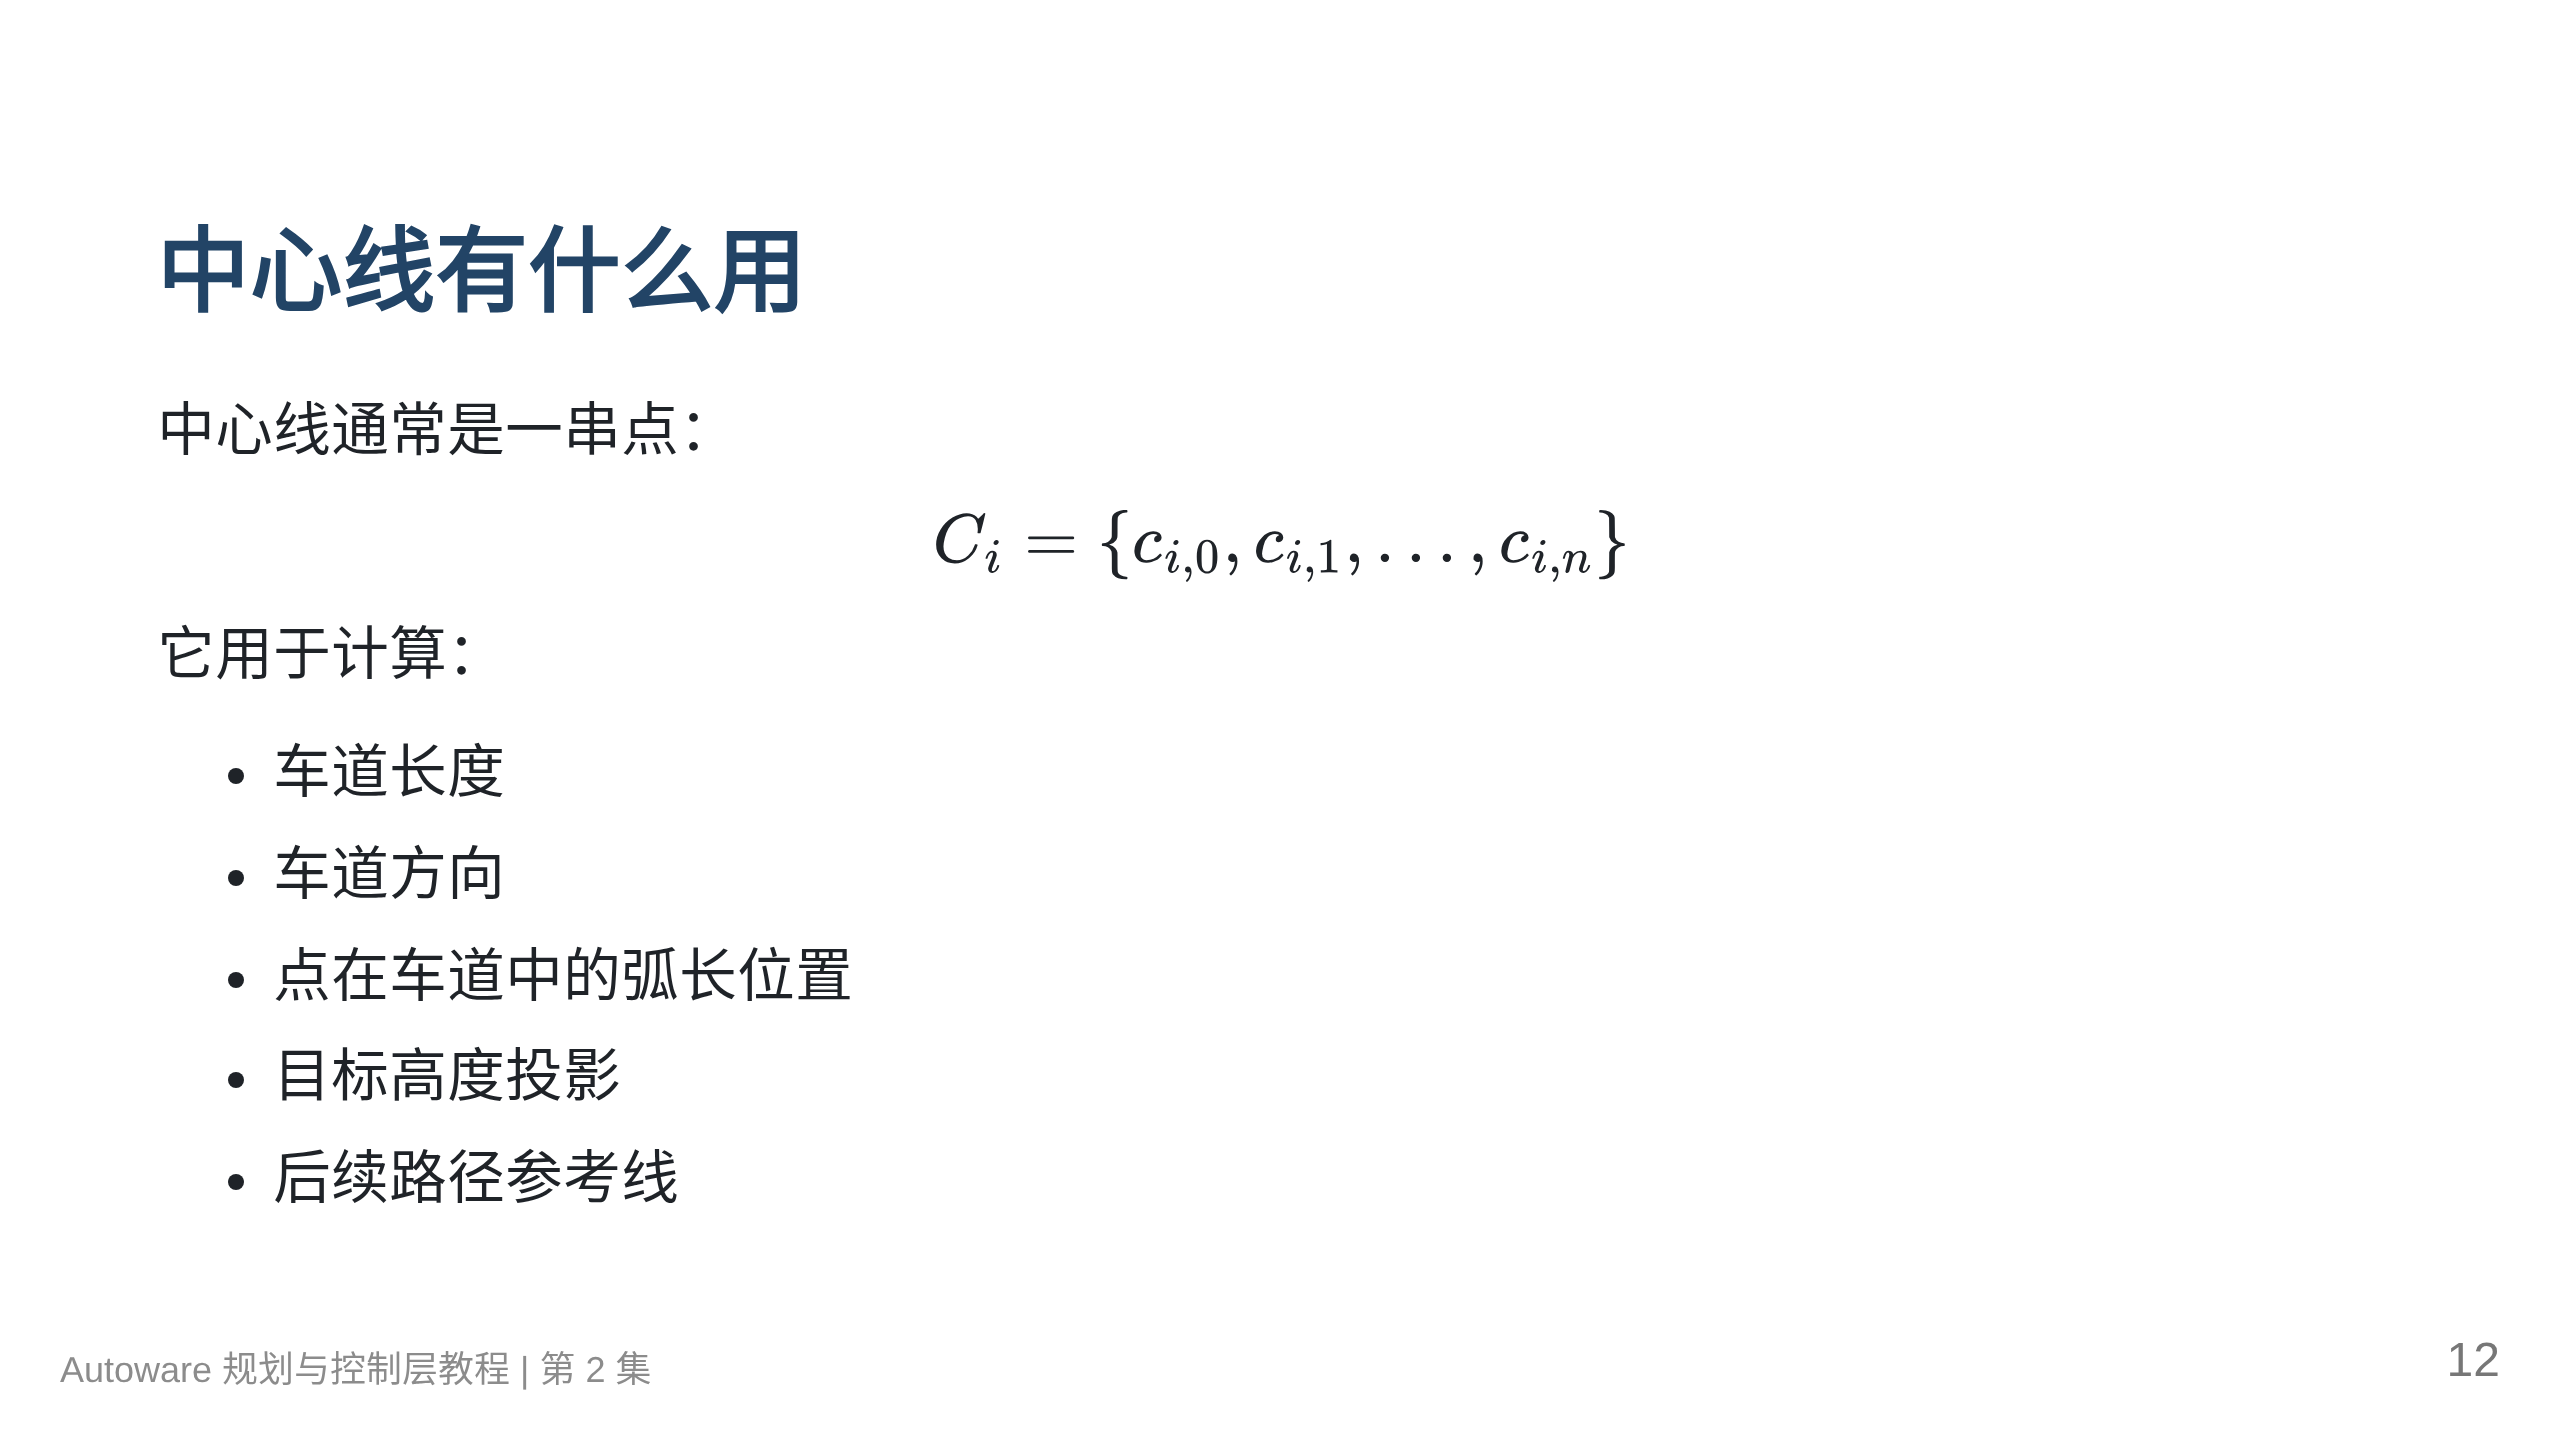 中心线有什么用
中心线通常是一串点：
C_i = {c_{i,0}, c_{i,1}, ..., c_{i,n}}
它用于计算：
• 车道长度
• 车道方向
• 点在车道中的弧长位置
• 目标高度投影
• 后续路径参考线
Autoware 规划与控制层教程 | 第 2 集
12